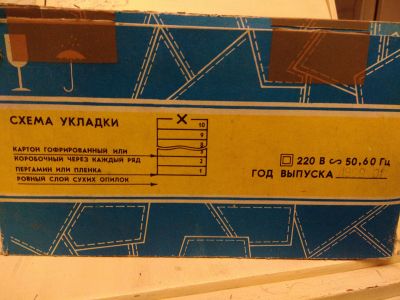 СХЕМА УКЛАДКИ
КАРТОН ГОФРИРОВАННЫЙ ИЛИ
КОРОБОЧНЫЙ ЧЕРЕЗ КАЖДЫЙ РЯД
ПЕРГАМИН ИЛИ ПЛЕНКА
РОВНЫЙ СЛОЙ СУХИХ ОПИЛОК
X
10
9
8
2
1
220 В ∽ 50,60 Гц
ГОД ВЫПУСКА